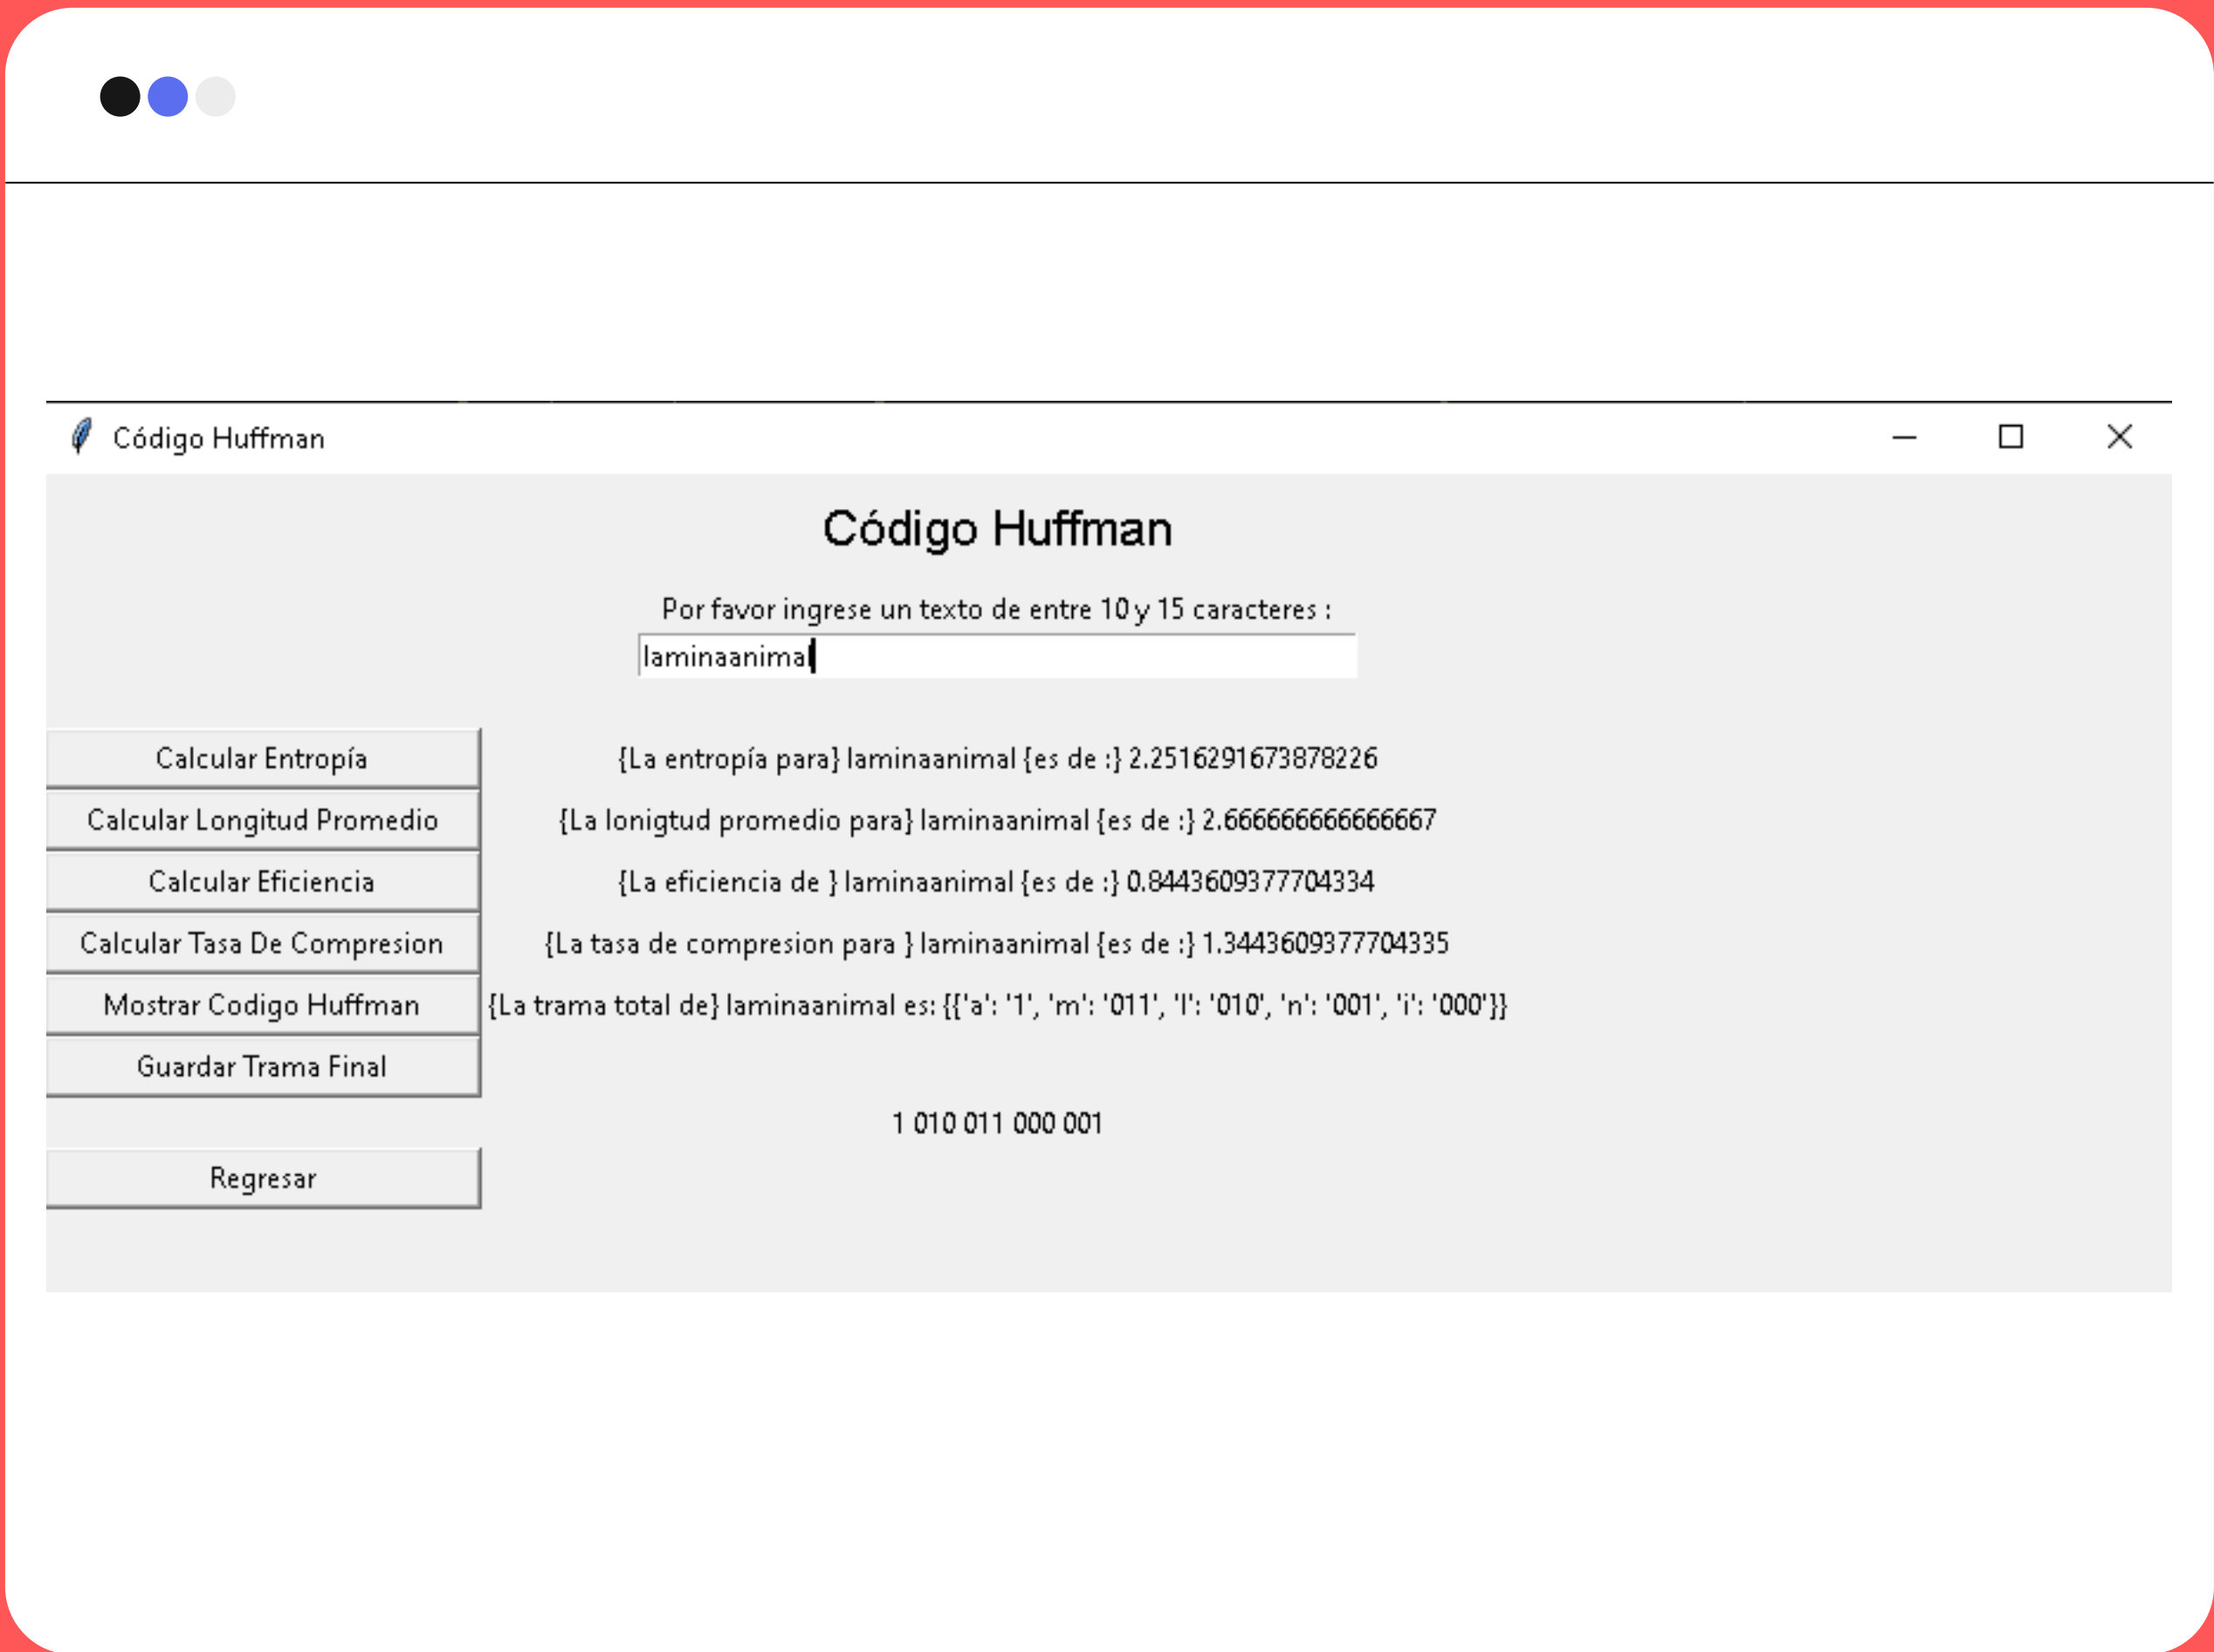 Código Huffman
Código Huffman
Por favor ingrese un texto de entre 10 y 15 caracteres :
laminaanimal
Calcular Entropía
{La entropía para} laminaanimal {es de :} 2.2516291673878226
Calcular Longitud Promedio
{La lonigtud promedio para} laminaanimal {es de :} 2.666666666666667
Calcular Eficiencia
{La eficiencia de } laminaanimal {es de :} 0.8443609377704334
Calcular Tasa De Compresion
{La tasa de compresion para } laminaanimal {es de :} 1.3443609377704335
Mostrar Codigo Huffman
{La trama total de} laminaanimal es: {{'a': '1', 'm': '011', 'l': '010', 'n': '001', 'i': '000'}}
Guardar Trama Final
1 010 011 000 001
Regresar